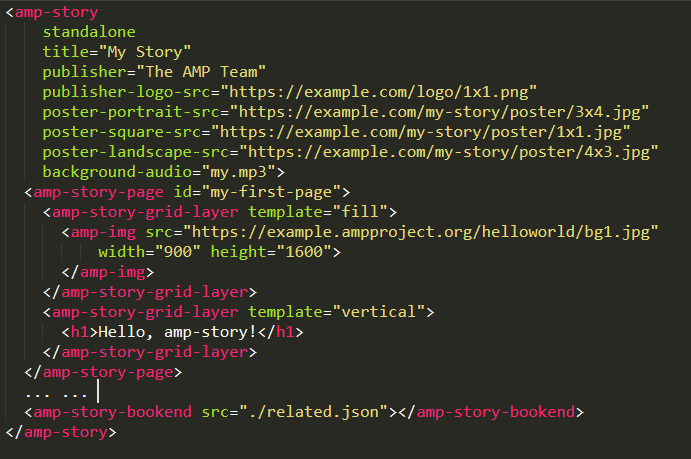 <amp-story
standalone
title="My Story"
publisher="The AMP Team"
publisher-logo-src="https://example.com/logo/1x1.png"
poster-portrait-src="https://example.com/my-story/poster/3x4.jpg"
poster-square-src="https://example.com/my-story/poster/1x1.jpg"
poster-landscape-src="https://example.com/my-story/poster/4x3.jpg"
background-audio="my.mp3">
<amp-story-page id="my-first-page">
<amp-story-grid-layer template="fill">
<amp-img src="https://example.ampproject.org/helloworld/bg1.jpg"
width="900" height="1600">
</amp-img>
</amp-story-grid-layer>
<amp-story-grid-layer template="vertical">
<h1>Hello, amp-story!</h1>
</amp-story-grid-layer>
</amp-story-page>
... ...
<amp-story-bookend src="./related.json"></amp-story-bookend>
</amp-story>